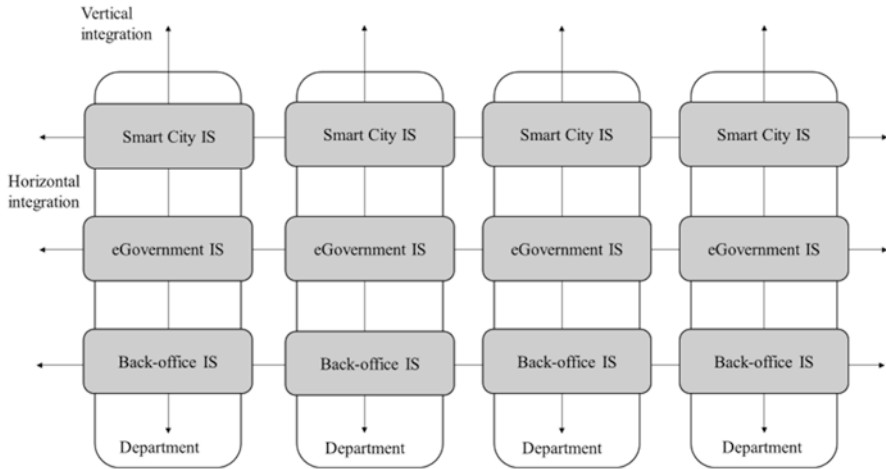 Vertical
integration
Smart City IS
Smart City IS
Smart City IS
Smart City IS
Horizontal
integration
eGovernment IS
eGovernment IS
eGovernment IS
eGovernment IS
Back-office IS
Back-office IS
Back-office IS
Back-office IS
Department
Department
Department
Department